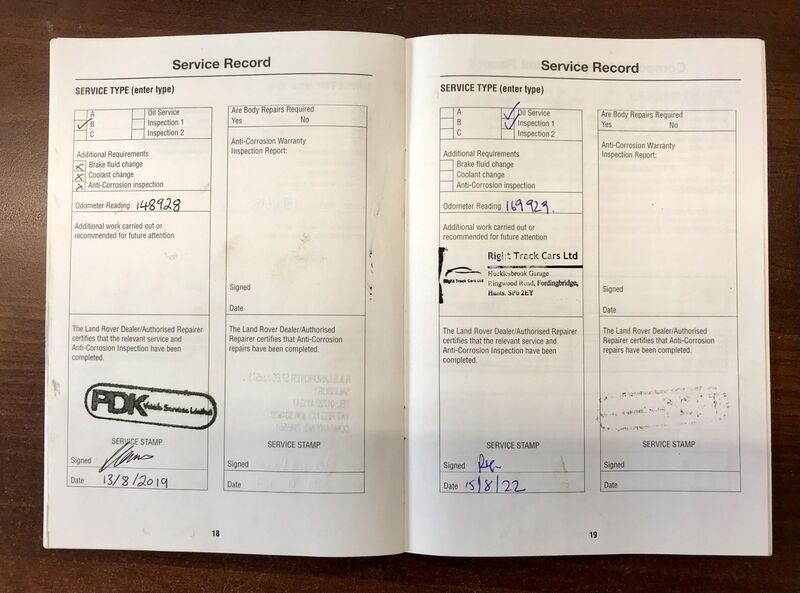 Service Record
SERVICE TYPE (enter type)
A
B
C
Oil Service
Inspection 1
Inspection 2
Additional Requirements
Brake fluid change
Coolant change
Anti-Corrosion inspection
Odometer Reading 148928
Additional work carried out or
recommended for future attention
The Land Rover Dealer/Authorised Repairer
certifies that the relevant service and
Anti-Corrosion Inspection have been
completed.
PDK Vehicle Services Limited
SERVICE STAMP
Signed
Date 13/8/2019
Are Body Repairs Required
Yes No
Anti-Corrosion Warranty
Inspection Report:
Signed
Date
The Land Rover Dealer/Authorised
Repairer certifies that Anti-Corrosion
repairs have been completed.
SERVICE STAMP
Signed
Date
18
Service Record
SERVICE TYPE (enter type)
A
B
C
Oil Service
Inspection 1
Inspection 2
Additional Requirements
Brake fluid change
Coolant change
Anti-Corrosion inspection
Odometer Reading 169929.
Additional work carried out or
recommended for future attention
Right Track Cars Ltd
Right Track Cars Ltd
Hucklesbrook Garage
Ringwood Road, Fordingbridge,
Hants. SP6 2EY
The Land Rover Dealer/Authorised Repairer
certifies that the relevant service and
Anti-Corrosion Inspection have been
completed.
SERVICE STAMP
Signed
Date 15/8/22
Are Body Repairs Required
Yes No
Anti-Corrosion Warranty
Inspection Report:
Signed
Date
The Land Rover Dealer/Authorised
Repairer certifies that Anti-Corrosion
repairs have been completed.
SERVICE STAMP
Signed
Date
19